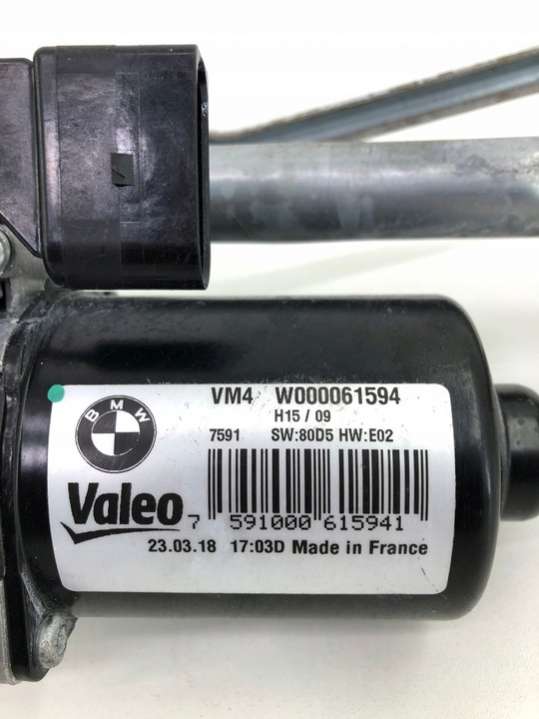 VM4 W000061594
H15 / 09
7591 SW:80D5 HW:E02
BMW
Valeo
7 591000 615941
23.03.18 17:03D Made in France